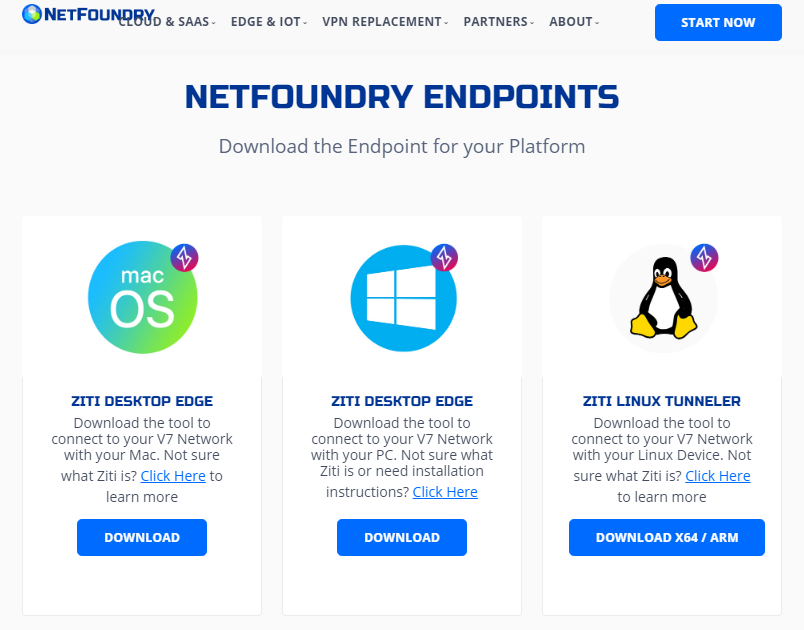 NETFOUNDRY
CLOUD & SAAS EDGE & IOT VPN REPLACEMENT PARTNERS ABOUT START NOW
NETFOUNDRY ENDPOINTS
Download the Endpoint for your Platform
mac
OS
ZITI DESKTOP EDGE
Download the tool to
connect to your V7 Network
with your Mac. Not sure
what Ziti is? Click Here to
learn more
DOWNLOAD
ZITI DESKTOP EDGE
Download the tool to
connect to your V7 Network
with your PC. Not sure what
Ziti is or need installation
instructions? Click Here
DOWNLOAD
ZITI LINUX TUNNELER
Download the tool to
connect to your V7 Network
with your Linux Device. Not
sure what Ziti is? Click Here
to learn more
DOWNLOAD X64 / ARM